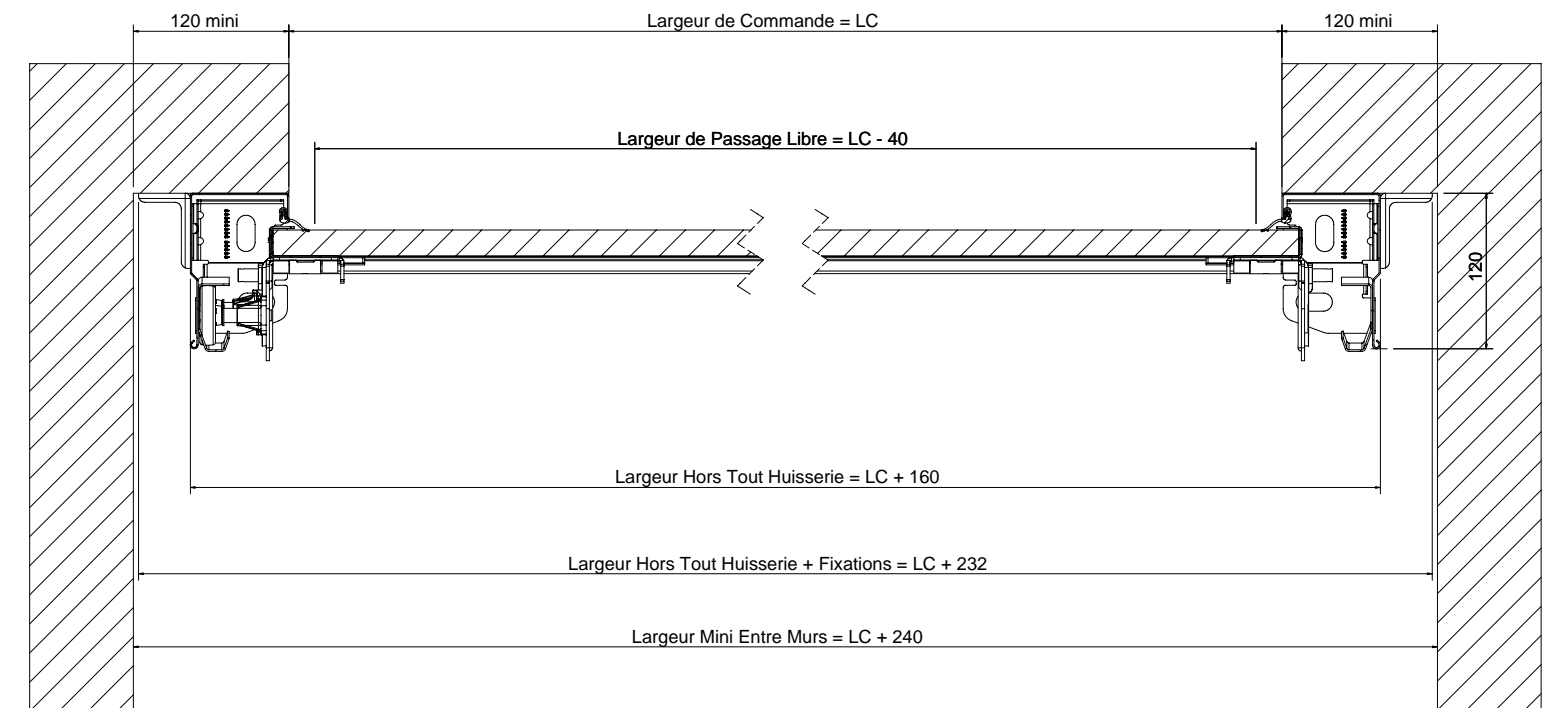 120 mini
Largeur de Commande = LC
120 mini
Largeur de Passage Libre = LC - 40
120
Largeur Hors Tout Huisserie = LC + 160
Largeur Hors Tout Huisserie + Fixations = LC + 232
Largeur Mini Entre Murs = LC + 240